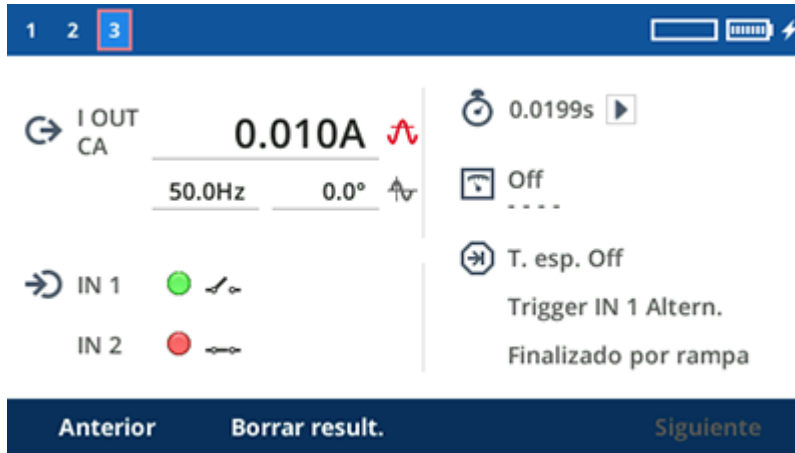 1 2 3
I OUT
CA
0.010A
50.0Hz 0.0°
IN 1
IN 2
0.0199s
Off
- - - -
T. esp. Off
Trigger IN 1 Altern.
Finalizado por rampa
Anterior Borrar result. Siguiente